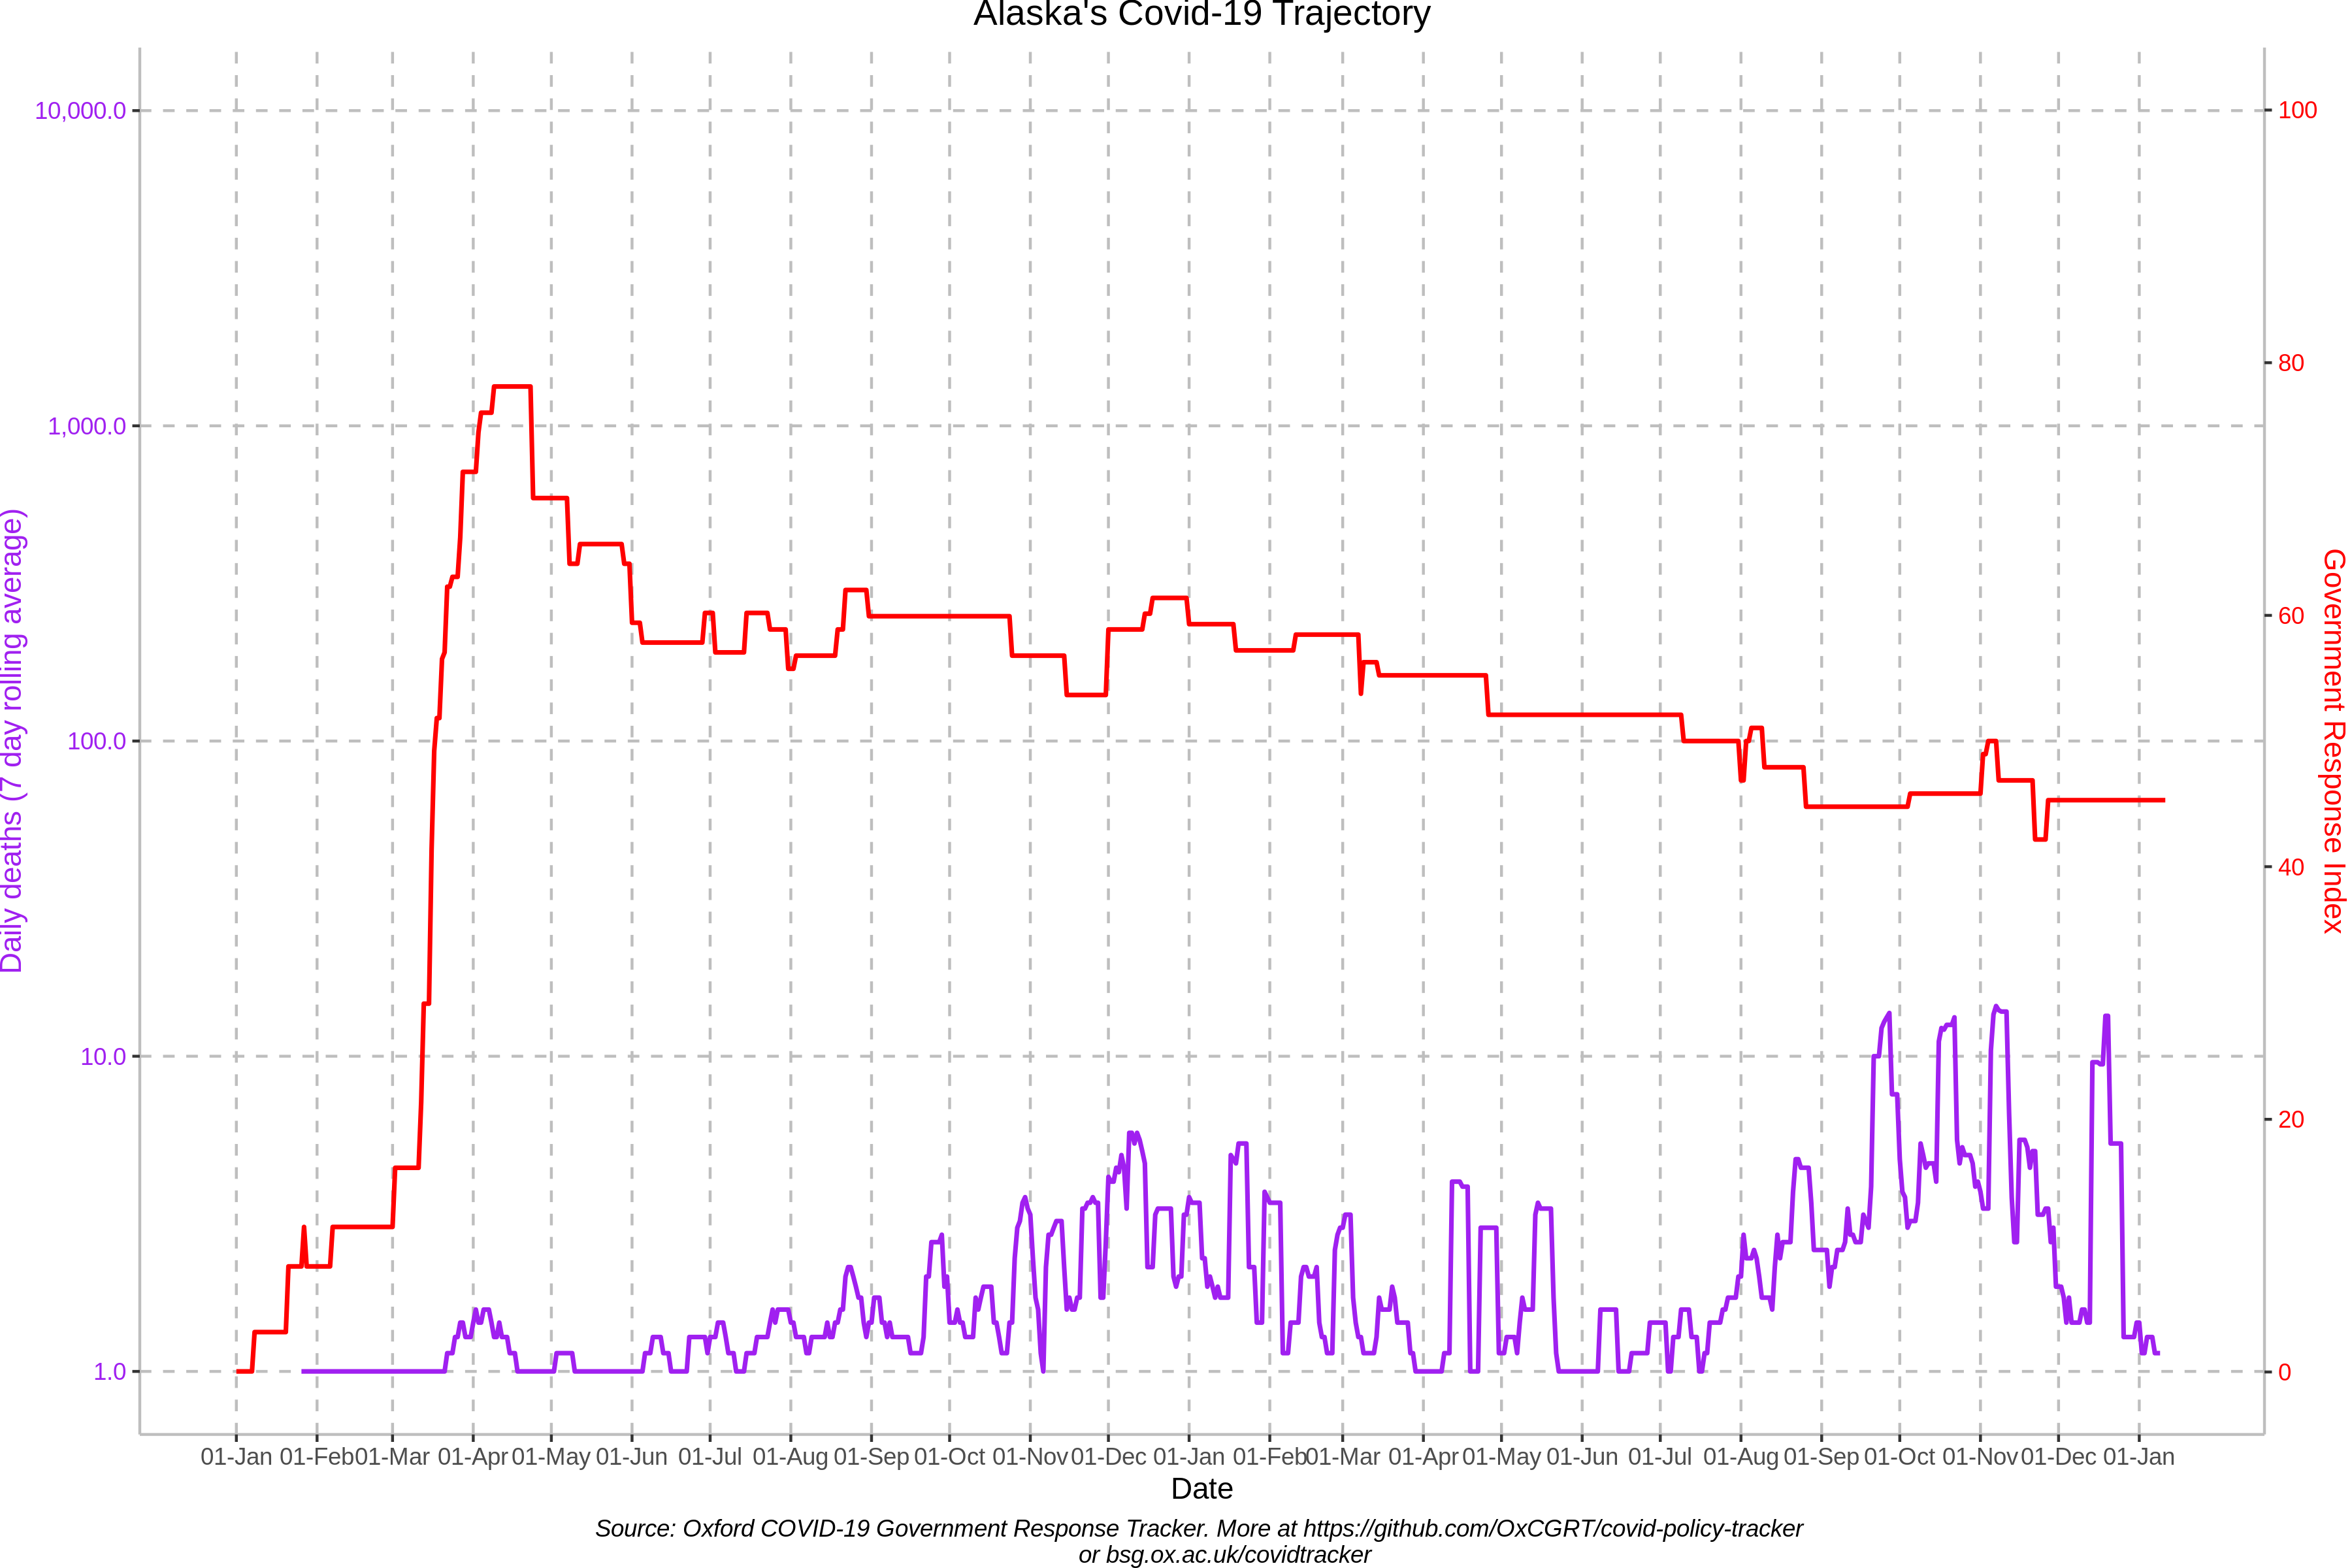 Alaska's Covid-19 Trajectory
10,000.0
1,000.0
100.0
10.0
1.0
Daily deaths (7 day rolling average)
100
80
60
40
20
0
Government Response Index
01-Jan 01-Feb 01-Mar 01-Apr 01-May 01-Jun 01-Jul 01-Aug 01-Sep 01-Oct 01-Nov 01-Dec 01-Jan 01-Feb 01-Mar 01-Apr 01-May 01-Jun 01-Jul 01-Aug 01-Sep 01-Oct 01-Nov 01-Dec 01-Jan
Date
Source: Oxford COVID-19 Government Response Tracker. More at https://github.com/OxCGRT/covid-policy-tracker
or bsg.ox.ac.uk/covidtracker